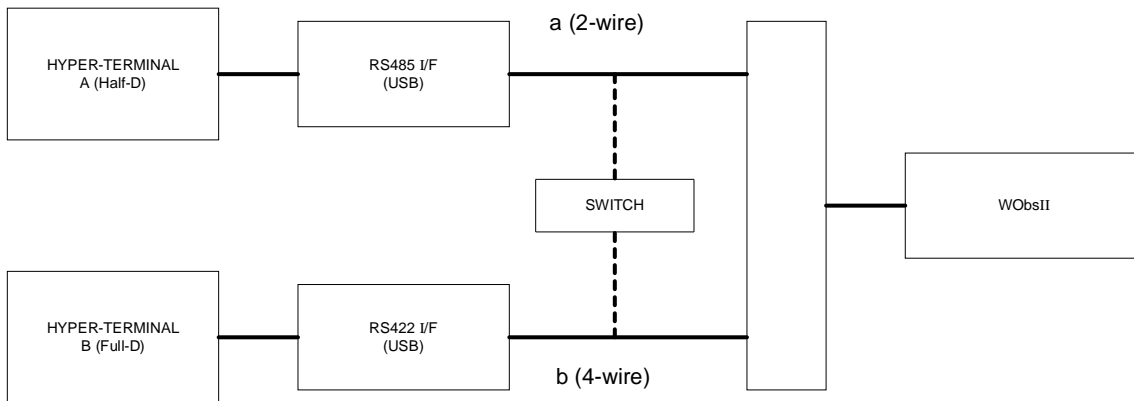 a (2-wire)
HYPER-TERMINAL
A (Half-D)
RS485 I/F
(USB)
SWITCH
WObsII
HYPER-TERMINAL
B (Full-D)
RS422 I/F
(USB)
b (4-wire)